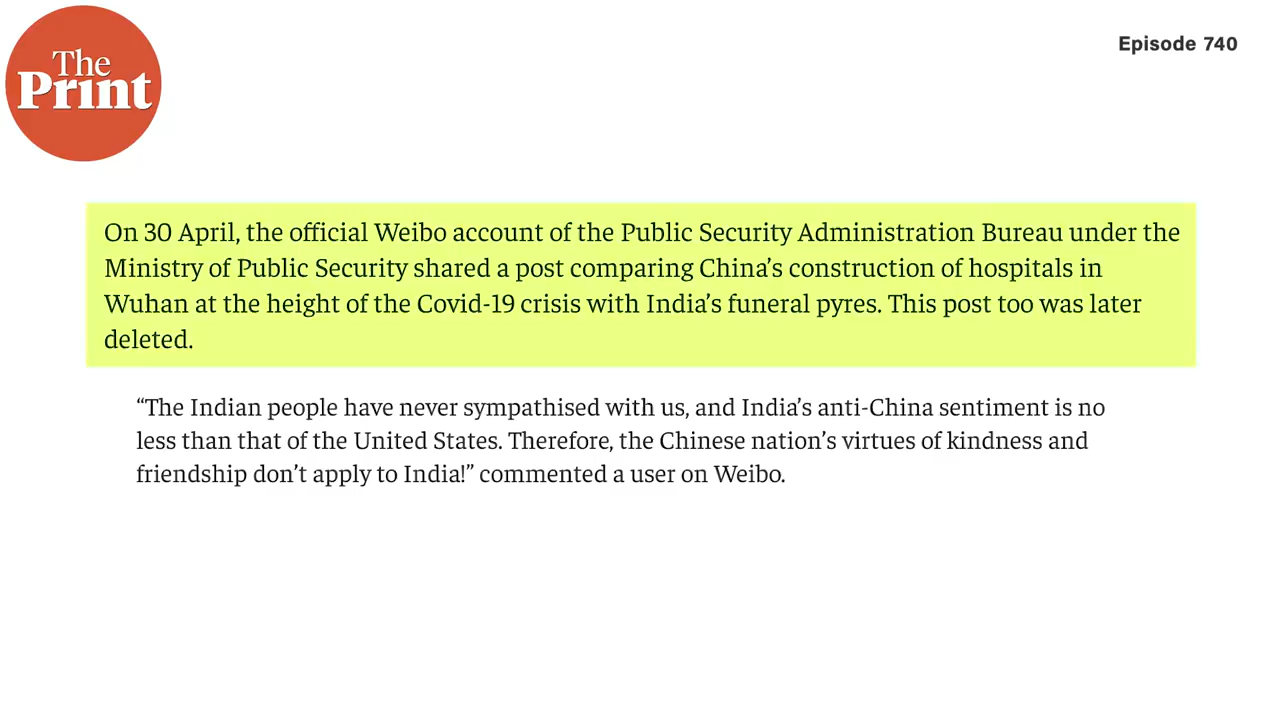 The
Print
Episode 740
On 30 April, the official Weibo account of the Public Security Administration Bureau under the
Ministry of Public Security shared a post comparing China’s construction of hospitals in
Wuhan at the height of the Covid-19 crisis with India’s funeral pyres. This post too was later
deleted.
“The Indian people have never sympathised with us, and India’s anti-China sentiment is no
less than that of the United States. Therefore, the Chinese nation’s virtues of kindness and
friendship don’t apply to India!” commented a user on Weibo.